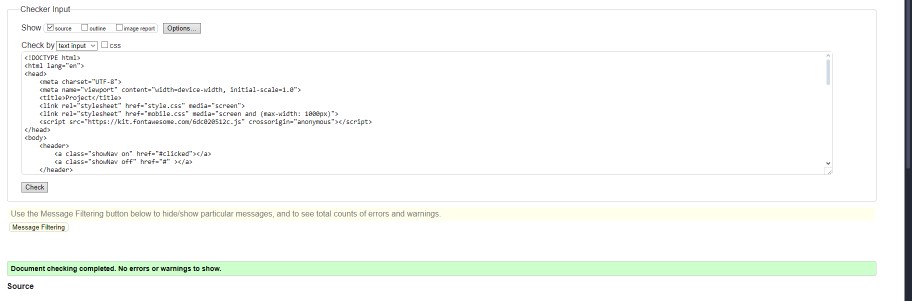 Checker Input
Show source outline image report Options...
Check by text input css
<!DOCTYPE html>
<html lang="en">
<head>
<meta charset="UTF-8">
<meta name="viewport" content="width=device-width, initial-scale=1.0">
<title>Project</title>
<link rel="stylesheet" href="style.css" media="screen">
<link rel="stylesheet" href="mobile.css" media="screen and (max-width: 1000px)">
<script src="https://kit.fontawesome.com/6dc020512c.js" crossorigin="anonymous"></script>
</head>
<body>
<header>
<a class="showNav on" href="#clicked"></a>
<a class="showNav off" href="#" ></a>
</header>
Check
Use the Message Filtering button below to hide/show particular messages, and to see total counts of errors and warnings.
Message Filtering
Document checking completed. No errors or warnings to show.
Source